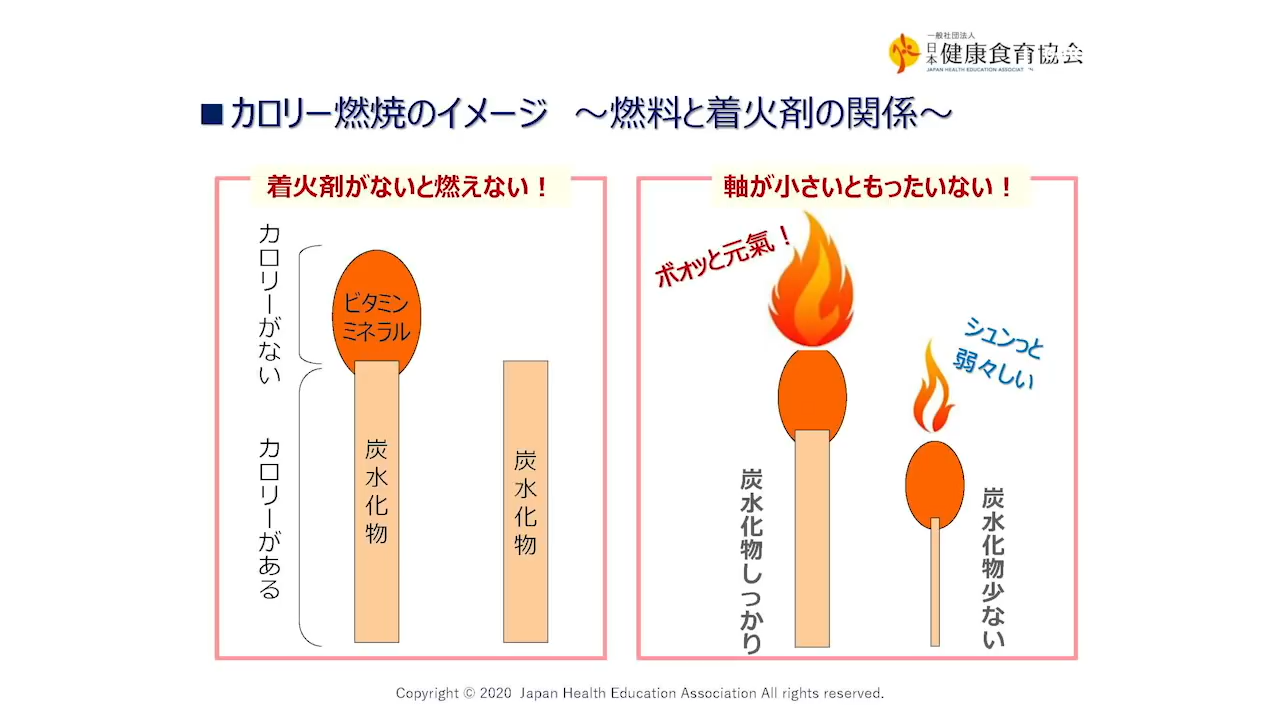 一般社団法人
日本健康食育協会
JAPAN HEALTH EDUCATION ASSOCIAT
■カロリー燃焼のイメージ ～燃料と着火剤の関係～
着火剤がないと燃えない！
カロリーがない
カロリーがある
ビタミン
ミネラル
炭水化物
炭水化物
軸が小さいともったいない！
ボオッと元氣！
シュンっと
弱々しい
炭水化物しっかり
炭水化物少ない
Copyright © 2020 Japan Health Education Association All rights reserved.